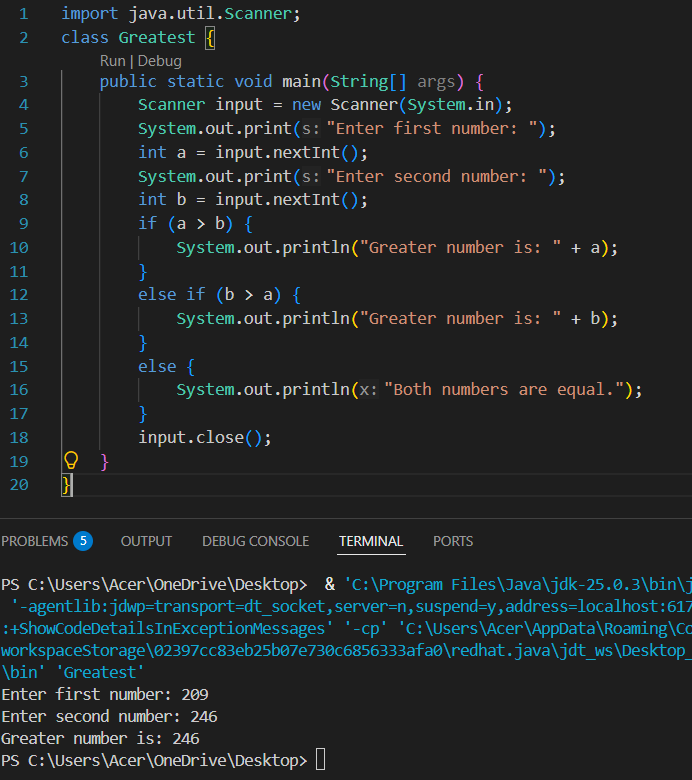 1 import java.util.Scanner;
2 class Greatest {
Run | Debug
3 public static void main(String[] args) {
4 Scanner input = new Scanner(System.in);
5 System.out.print(s: "Enter first number: ");
6 int a = input.nextInt();
7 System.out.print(s: "Enter second number: ");
8 int b = input.nextInt();
9 if (a > b) {
10 System.out.println("Greater number is: " + a);
11 }
12 else if (b > a) {
13 System.out.println("Greater number is: " + b);
14 }
15 else {
16 System.out.println(x: "Both numbers are equal.");
17 }
18 input.close();
19 }
20 }
PROBLEMS 5 OUTPUT DEBUG CONSOLE TERMINAL PORTS
PS C:\Users\Acer\OneDrive\Desktop> & 'C:\Program Files\Java\jdk-25.0.3\bin\j
'-agentlib:jdwp=transport=dt_socket,server=n,suspend=y,address=localhost:617
:+ShowCodeDetailsInExceptionMessages' '-cp' 'C:\Users\Acer\AppData\Roaming\Co
workspaceStorage\02397cc83eb25b07e730c6856333afa0\redhat.java\jdt_ws\Desktop_
\bin' 'Greatest'
Enter first number: 209
Enter second number: 246
Greater number is: 246
PS C:\Users\Acer\OneDrive\Desktop>